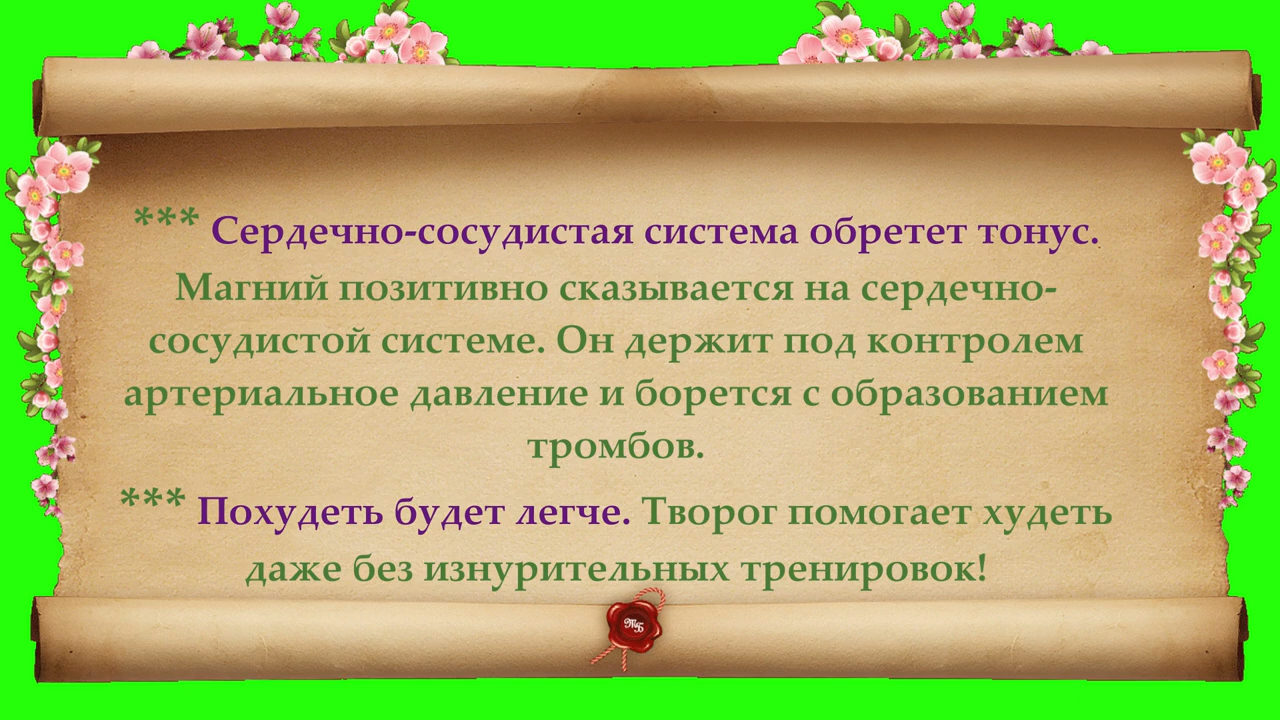 *** Сердечно-сосудистая система обретет тонус.
Магний позитивно сказывается на сердечно-
сосудистой системе. Он держит под контролем
артериальное давление и борется с образованием
тромбов.
*** Похудеть будет легче. Творог помогает худеть
даже без изнурительных тренировок!